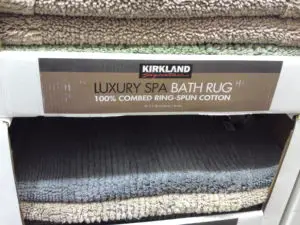 KIRKLAND
Signature
LUXURY SPA BATH RUG
100% COMBED RING-SPUN COTTON